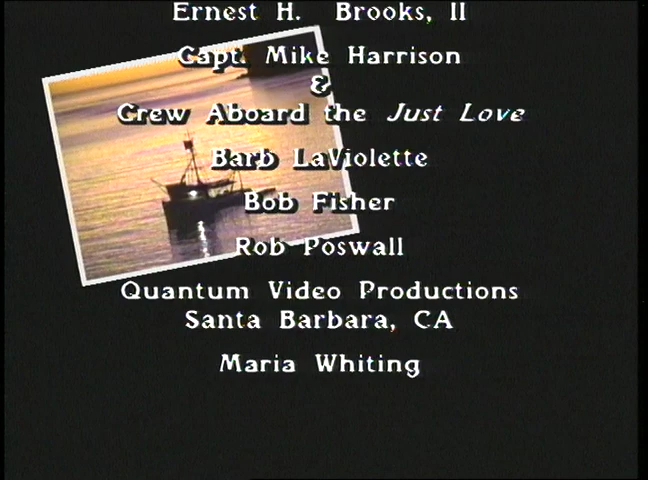 Ernest H. Brooks, II
Capt. Mike Harrison
&
Crew Aboard the Just Love
Barb LaViolette
Bob Fisher
Rob Poswall
Quantum Video Productions
Santa Barbara, CA
Maria Whiting